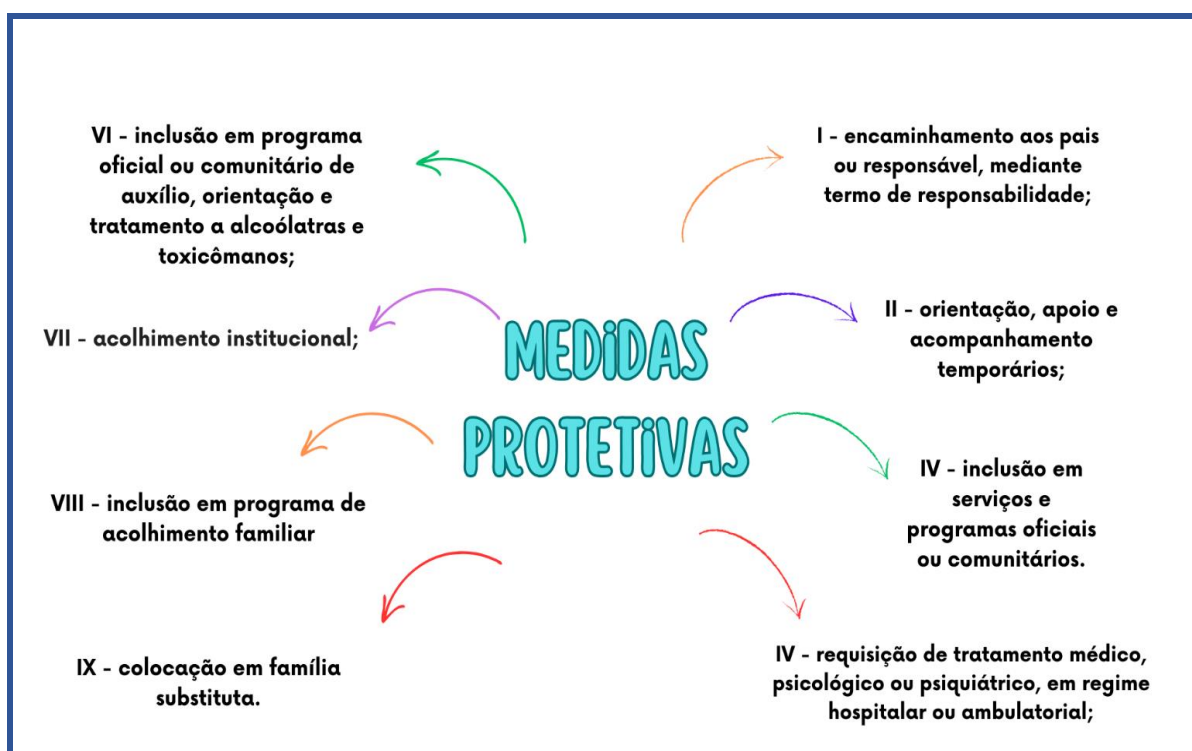 MEDIDAS
PROTETIVAS
I - encaminhamento aos pais
ou responsável, mediante
termo de responsabilidade;
II - orientação, apoio e
acompanhamento
temporários;
IV - inclusão em
serviços e
programas oficiais
ou comunitários.
IV - requisição de tratamento médico,
psicológico ou psiquiátrico, em regime
hospitalar ou ambulatorial;
VI - inclusão em programa
oficial ou comunitário de
auxílio, orientação e
tratamento a alcoólatras e
toxicômanos;
VII - acolhimento institucional;
VIII - inclusão em programa de
acolhimento familiar
IX - colocação em família
substituta.